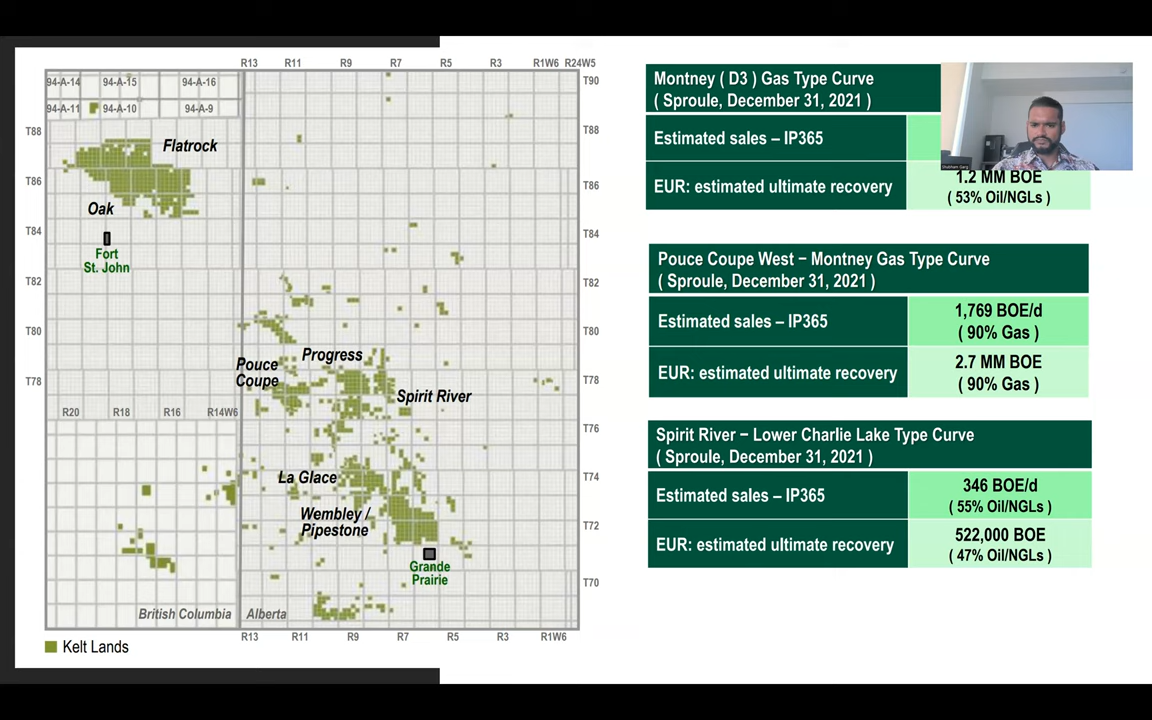 R13 R11 R9 R7 R5 R3 R1W6 R24W5
94-A-14 94-A-15 94-A-16
94-A-11 94-A-10 94-A-9
T90
T88 T88
Flatrock
T86 T86
Oak
T84 T84
Fort
St. John
T82 T82
T80
Progress
Pouce
Coupe
T78 T78
Spirit River
R20 R18 R16 R14W6
T76
La Glace
T74
Wembley /
Pipestone
T72
Grande
Prairie
T70
British Columbia Alberta
R13 R11 R9 R7 R5 R3 R1W6
Kelt Lands
Montney ( D3 ) Gas Type Curve
( Sproule, December 31, 2021 )
Estimated sales – IP365
EUR: estimated ultimate recovery
1.2 MM BOE
( 53% Oil/NGLs )
Pouce Coupe West – Montney Gas Type Curve
( Sproule, December 31, 2021 )
Estimated sales – IP365
1,769 BOE/d
( 90% Gas )
EUR: estimated ultimate recovery
2.7 MM BOE
( 90% Gas )
Spirit River – Lower Charlie Lake Type Curve
( Sproule, December 31, 2021 )
Estimated sales – IP365
346 BOE/d
( 55% Oil/NGLs )
EUR: estimated ultimate recovery
522,000 BOE
( 47% Oil/NGLs )